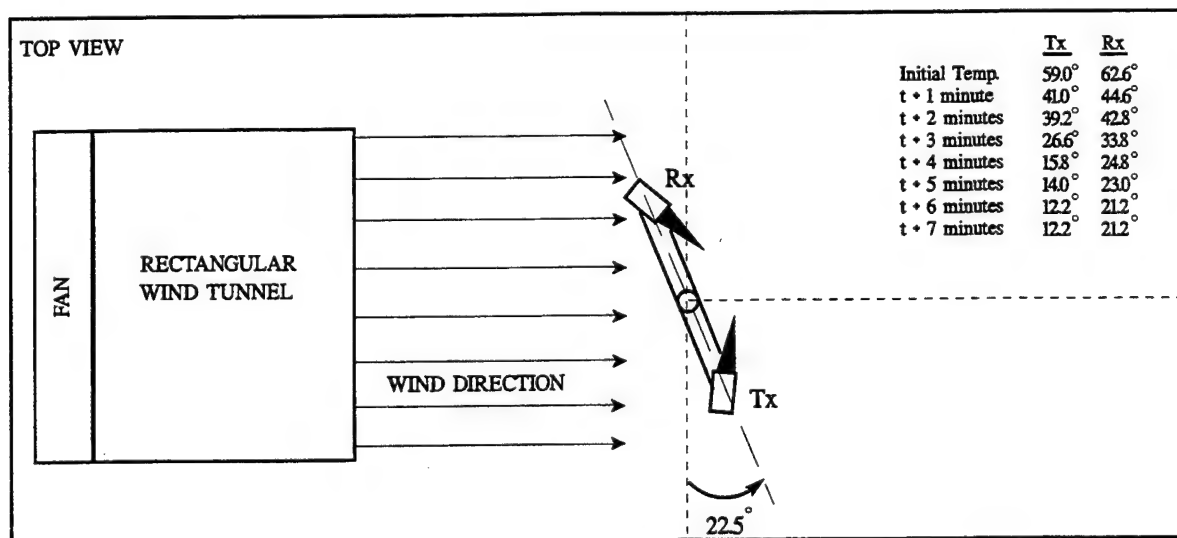 TOP VIEW
Tx Rx
Initial Temp. 59.0° 62.6°
t + 1 minute 41.0° 44.6°
t + 2 minutes 39.2° 42.8°
t + 3 minutes 26.6° 33.8°
t + 4 minutes 15.8° 24.8°
t + 5 minutes 14.0° 23.0°
t + 6 minutes 12.2° 21.2°
t + 7 minutes 12.2° 21.2°
Rx
FAN
RECTANGULAR
WIND TUNNEL
WIND DIRECTION
Tx
22.5°